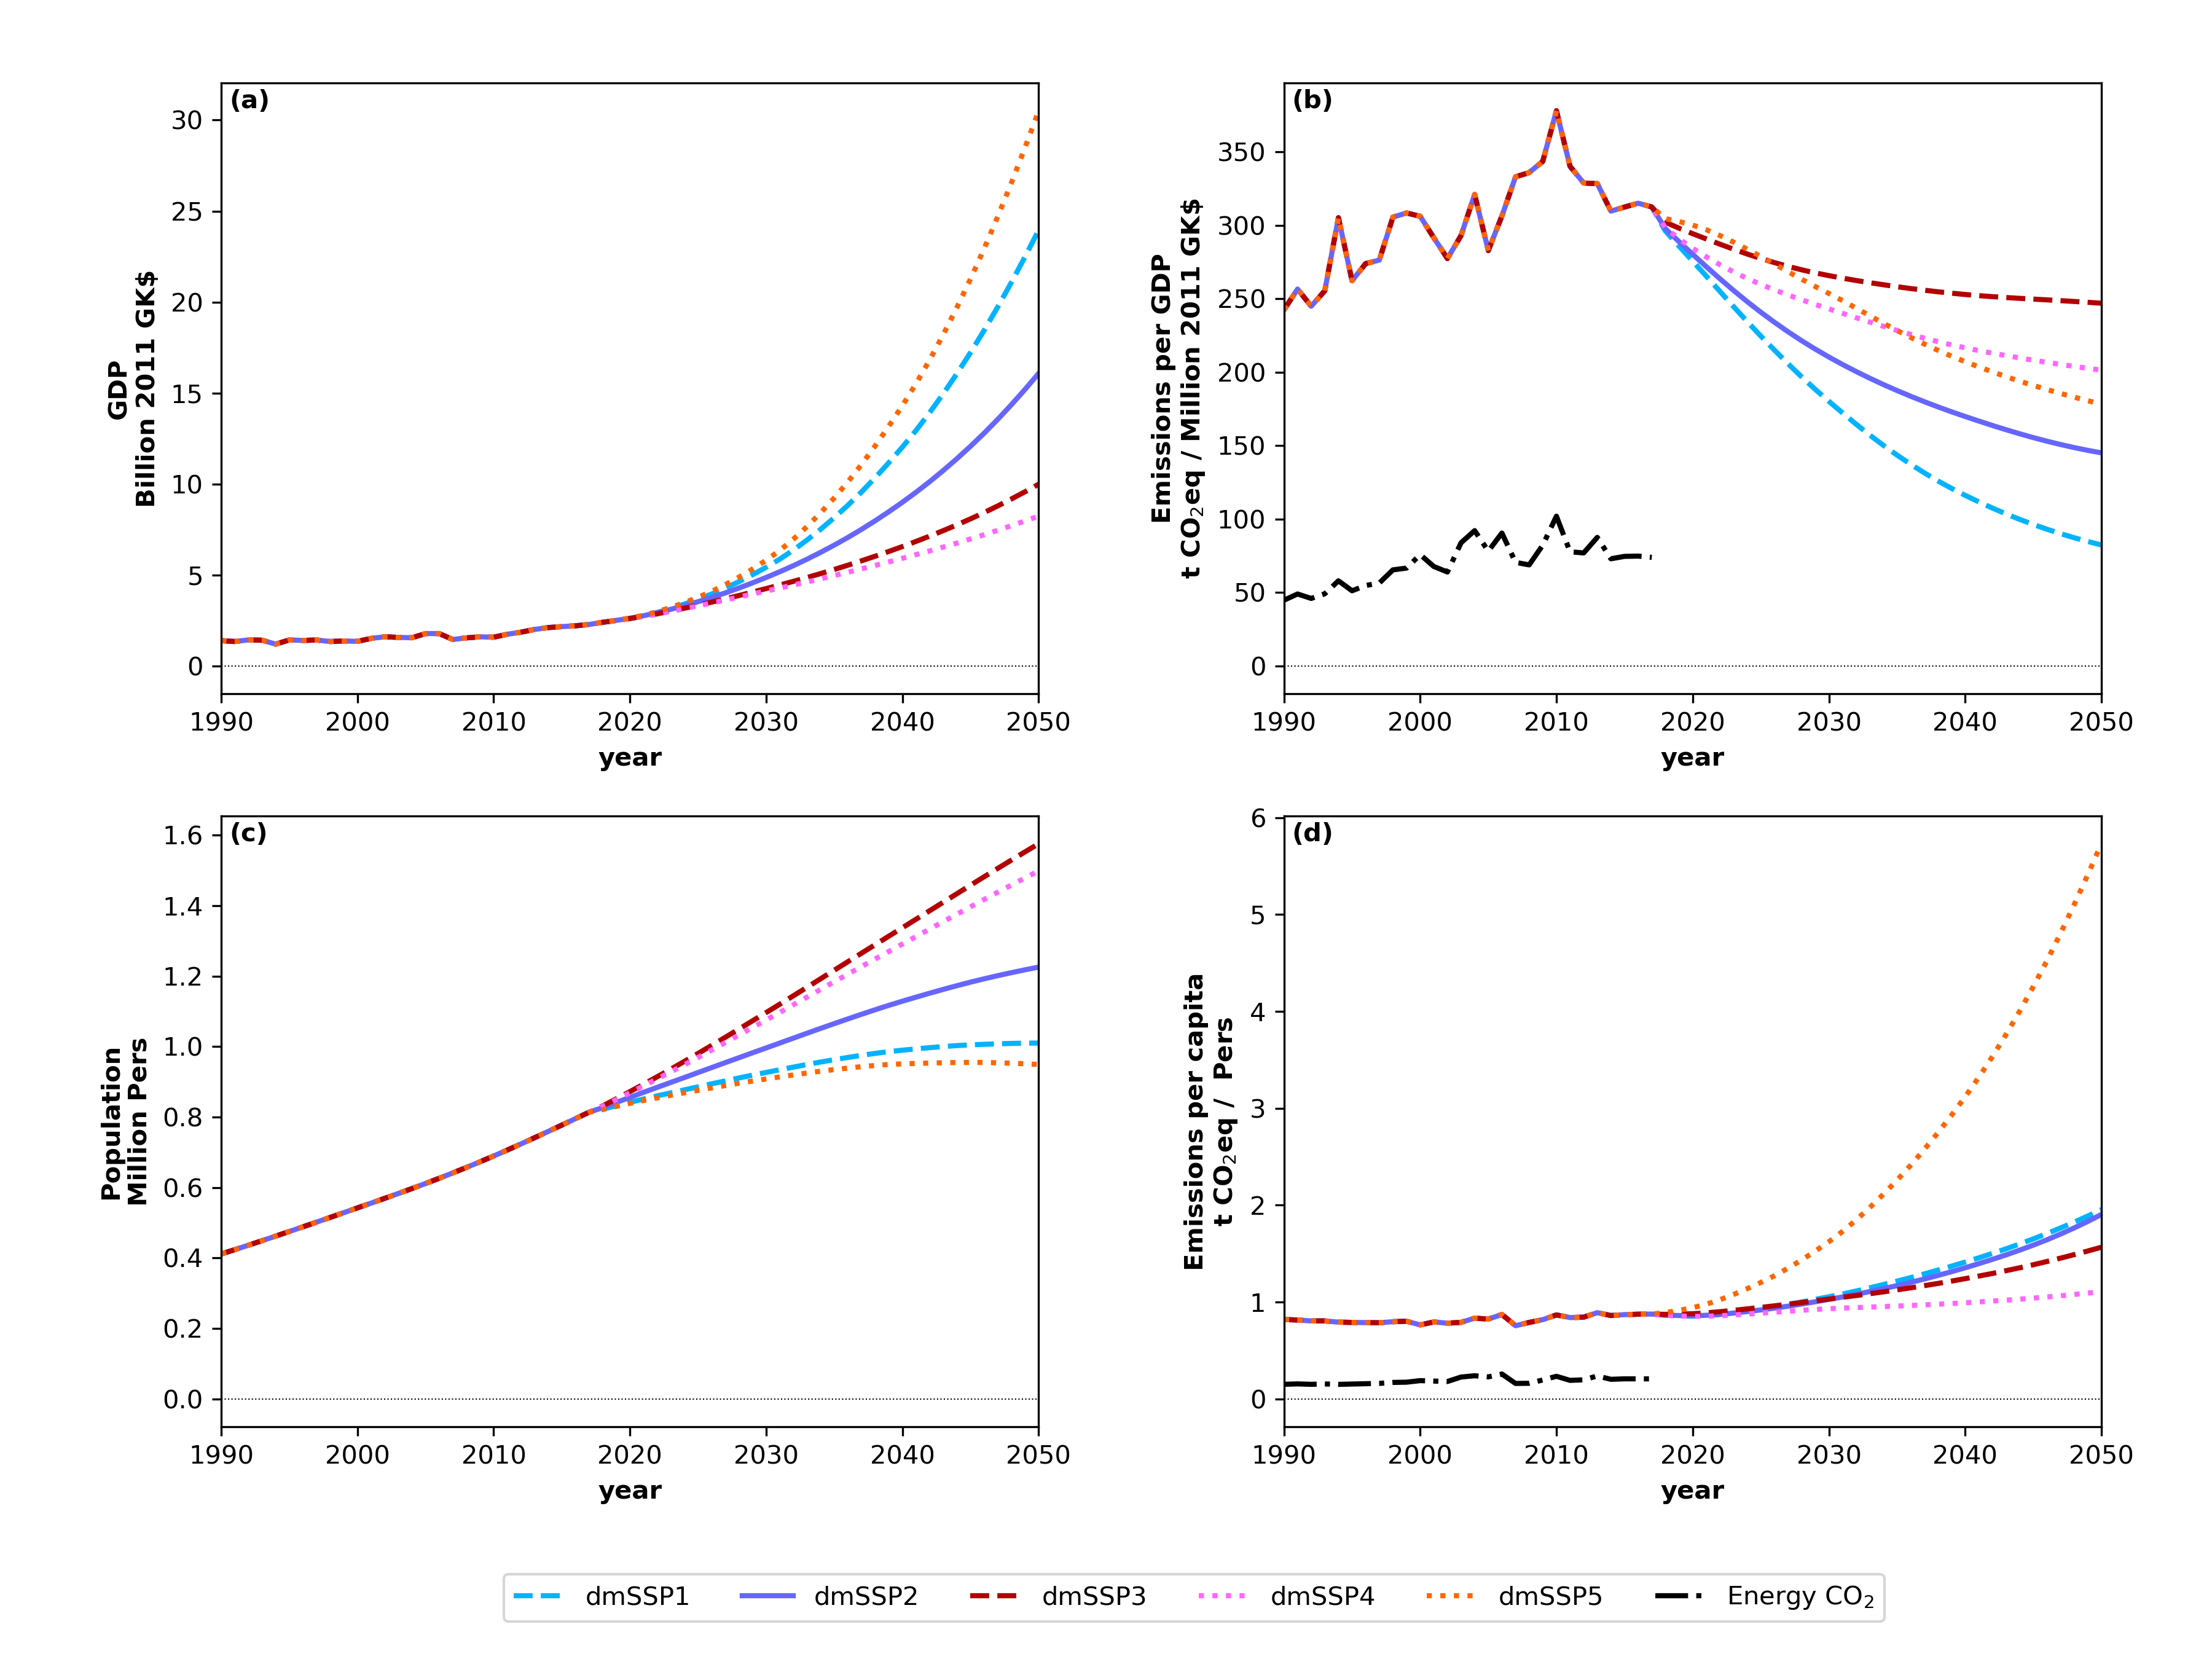 (a)
GDP
Billion 2011 GK$
30
25
20
15
10
5
0
1990 2000 2010 2020 2030 2040 2050
year
(b)
Emissions per GDP
t CO₂eq / Million 2011 GK$
350
300
250
200
150
100
50
0
1990 2000 2010 2020 2030 2040 2050
year
(c)
Population
Million Pers
1.6
1.4
1.2
1.0
0.8
0.6
0.4
0.2
0.0
1990 2000 2010 2020 2030 2040 2050
year
(d)
Emissions per capita
t CO₂eq / Pers
6
5
4
3
2
1
0
1990 2000 2010 2020 2030 2040 2050
year
dmSSP1 dmSSP2 dmSSP3 dmSSP4 dmSSP5 Energy CO₂